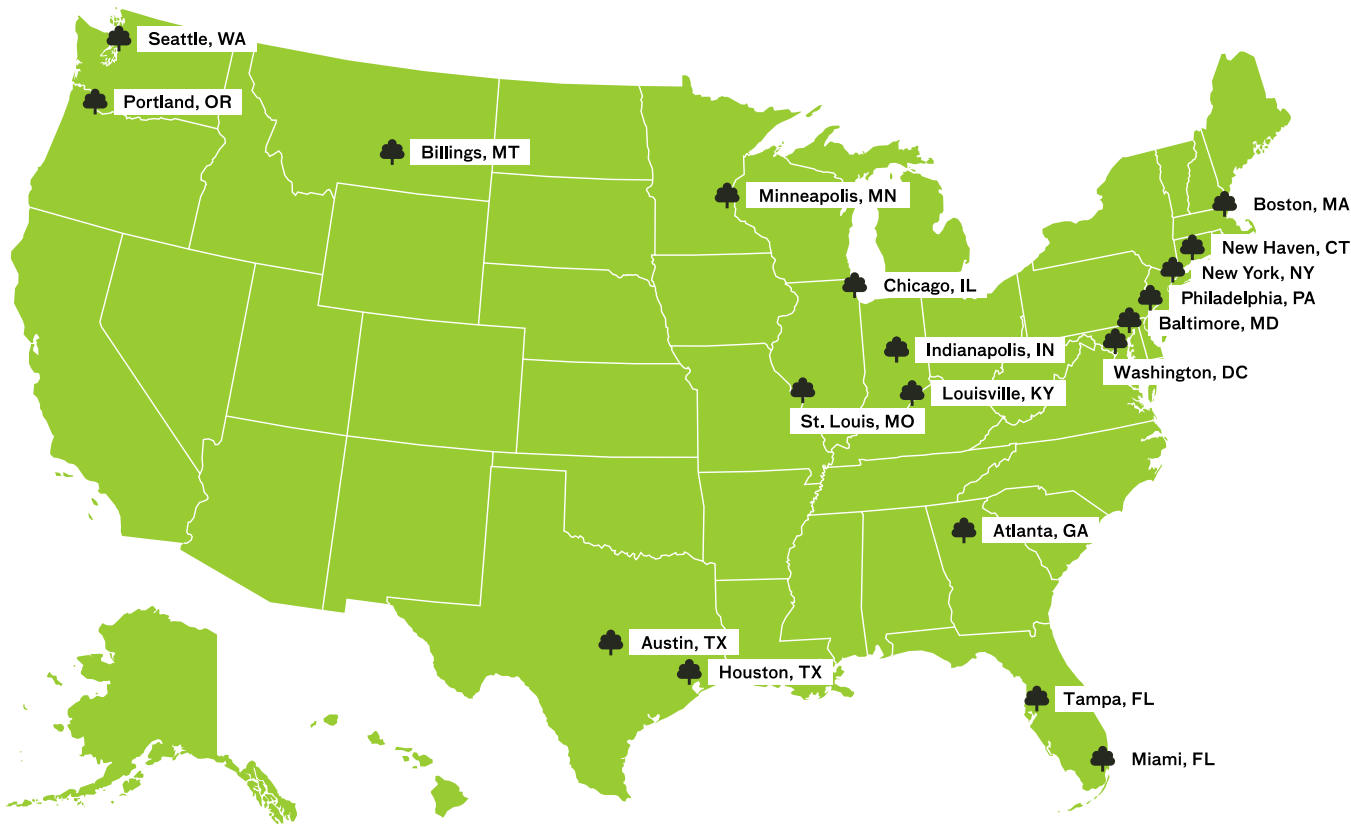 Seattle, WA
Portland, OR
Billings, MT
Minneapolis, MN
Boston, MA
New Haven, CT
New York, NY
Chicago, IL
Philadelphia, PA
Baltimore, MD
Indianapolis, IN
Washington, DC
Louisville, KY
St. Louis, MO
Atlanta, GA
Austin, TX
Houston, TX
Tampa, FL
Miami, FL